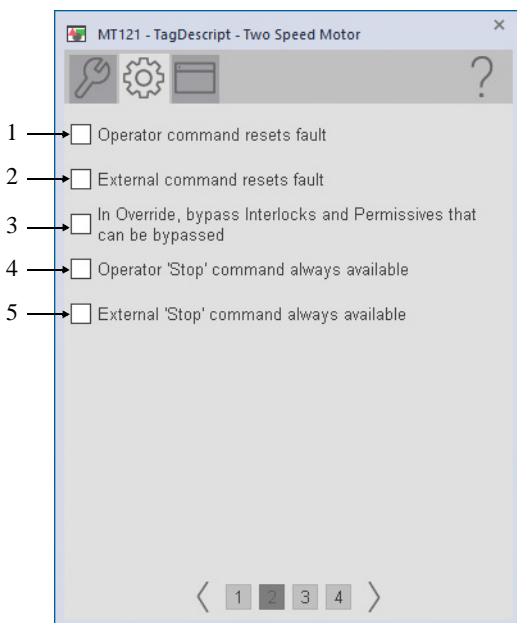 MT121 - TagDescript - Two Speed Motor
?
1 Operator command resets fault
2 External command resets fault
3 In Override, bypass Interlocks and Permissives that
can be bypassed
4 Operator 'Stop' command always available
5 External 'Stop' command always available
1 2 3 4